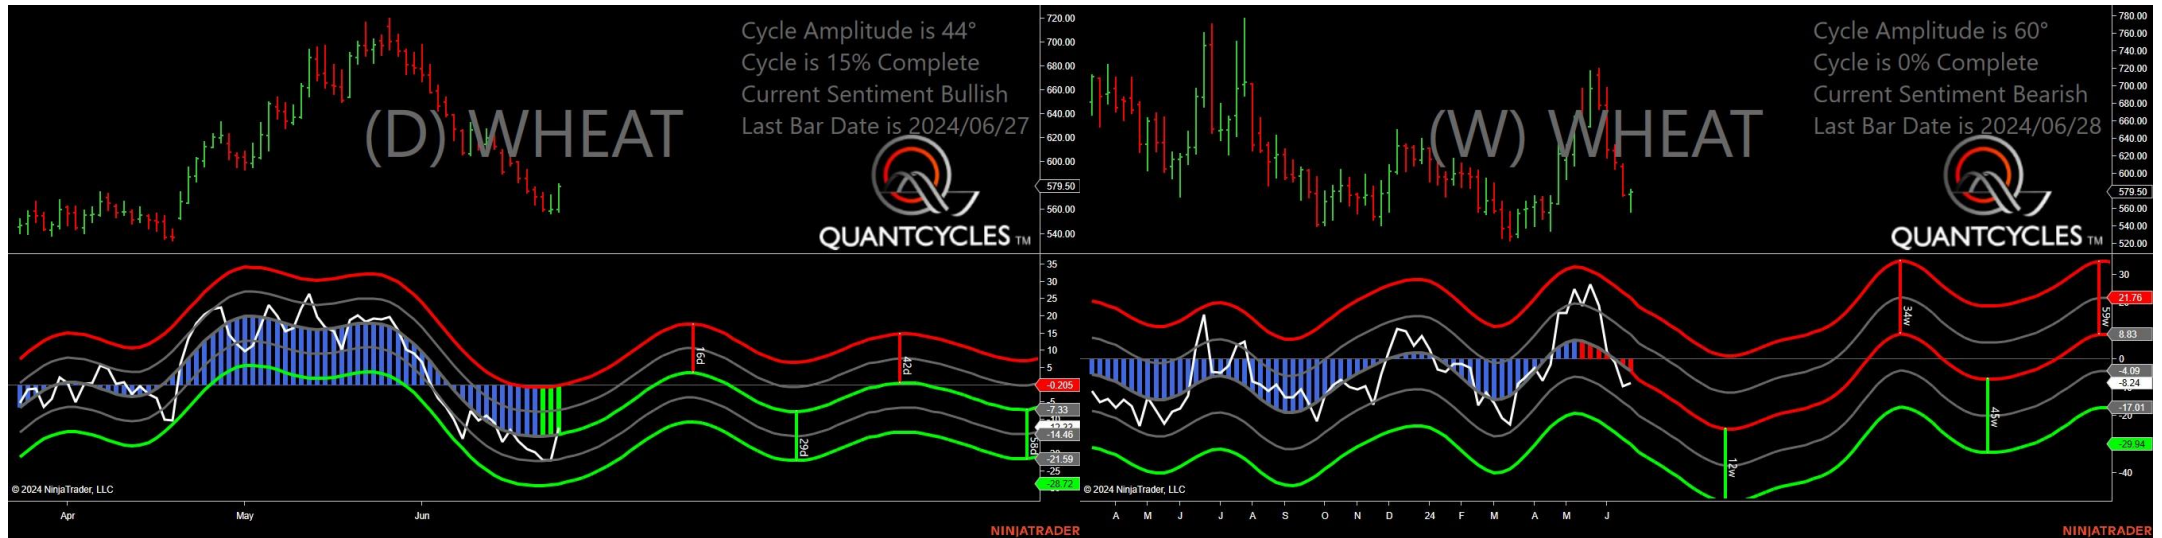 Cycle Amplitude is 44°
Cycle is 15% Complete
Current Sentiment Bullish
Last Bar Date is 2024/06/27
(D) WHEAT
QUANTCYCLES TM
720.00
700.00
680.00
660.00
640.00
620.00
600.00
579.50
560.00
540.00
35
30
25
20
15
10
5
-0.205
-5
-7.33
-14.46
-21.59
-25
-28.72
16d
29d
42d
58d
© 2024 NinjaTrader, LLC
Apr May Jun
NINJATRADER
Cycle Amplitude is 60°
Cycle is 0% Complete
Current Sentiment Bearish
Last Bar Date is 2024/06/28
(W) WHEAT
QUANTCYCLES TM
780.00
760.00
740.00
720.00
700.00
680.00
660.00
640.00
620.00
600.00
579.50
560.00
540.00
520.00
30
21.76
8.83
0
-4.09
-8.24
-17.01
-20
-29.94
-40
12w
34w
45w
59w
© 2024 NinjaTrader, LLC
A M J J A S O N D 24 F M A M J
NINJATRADER